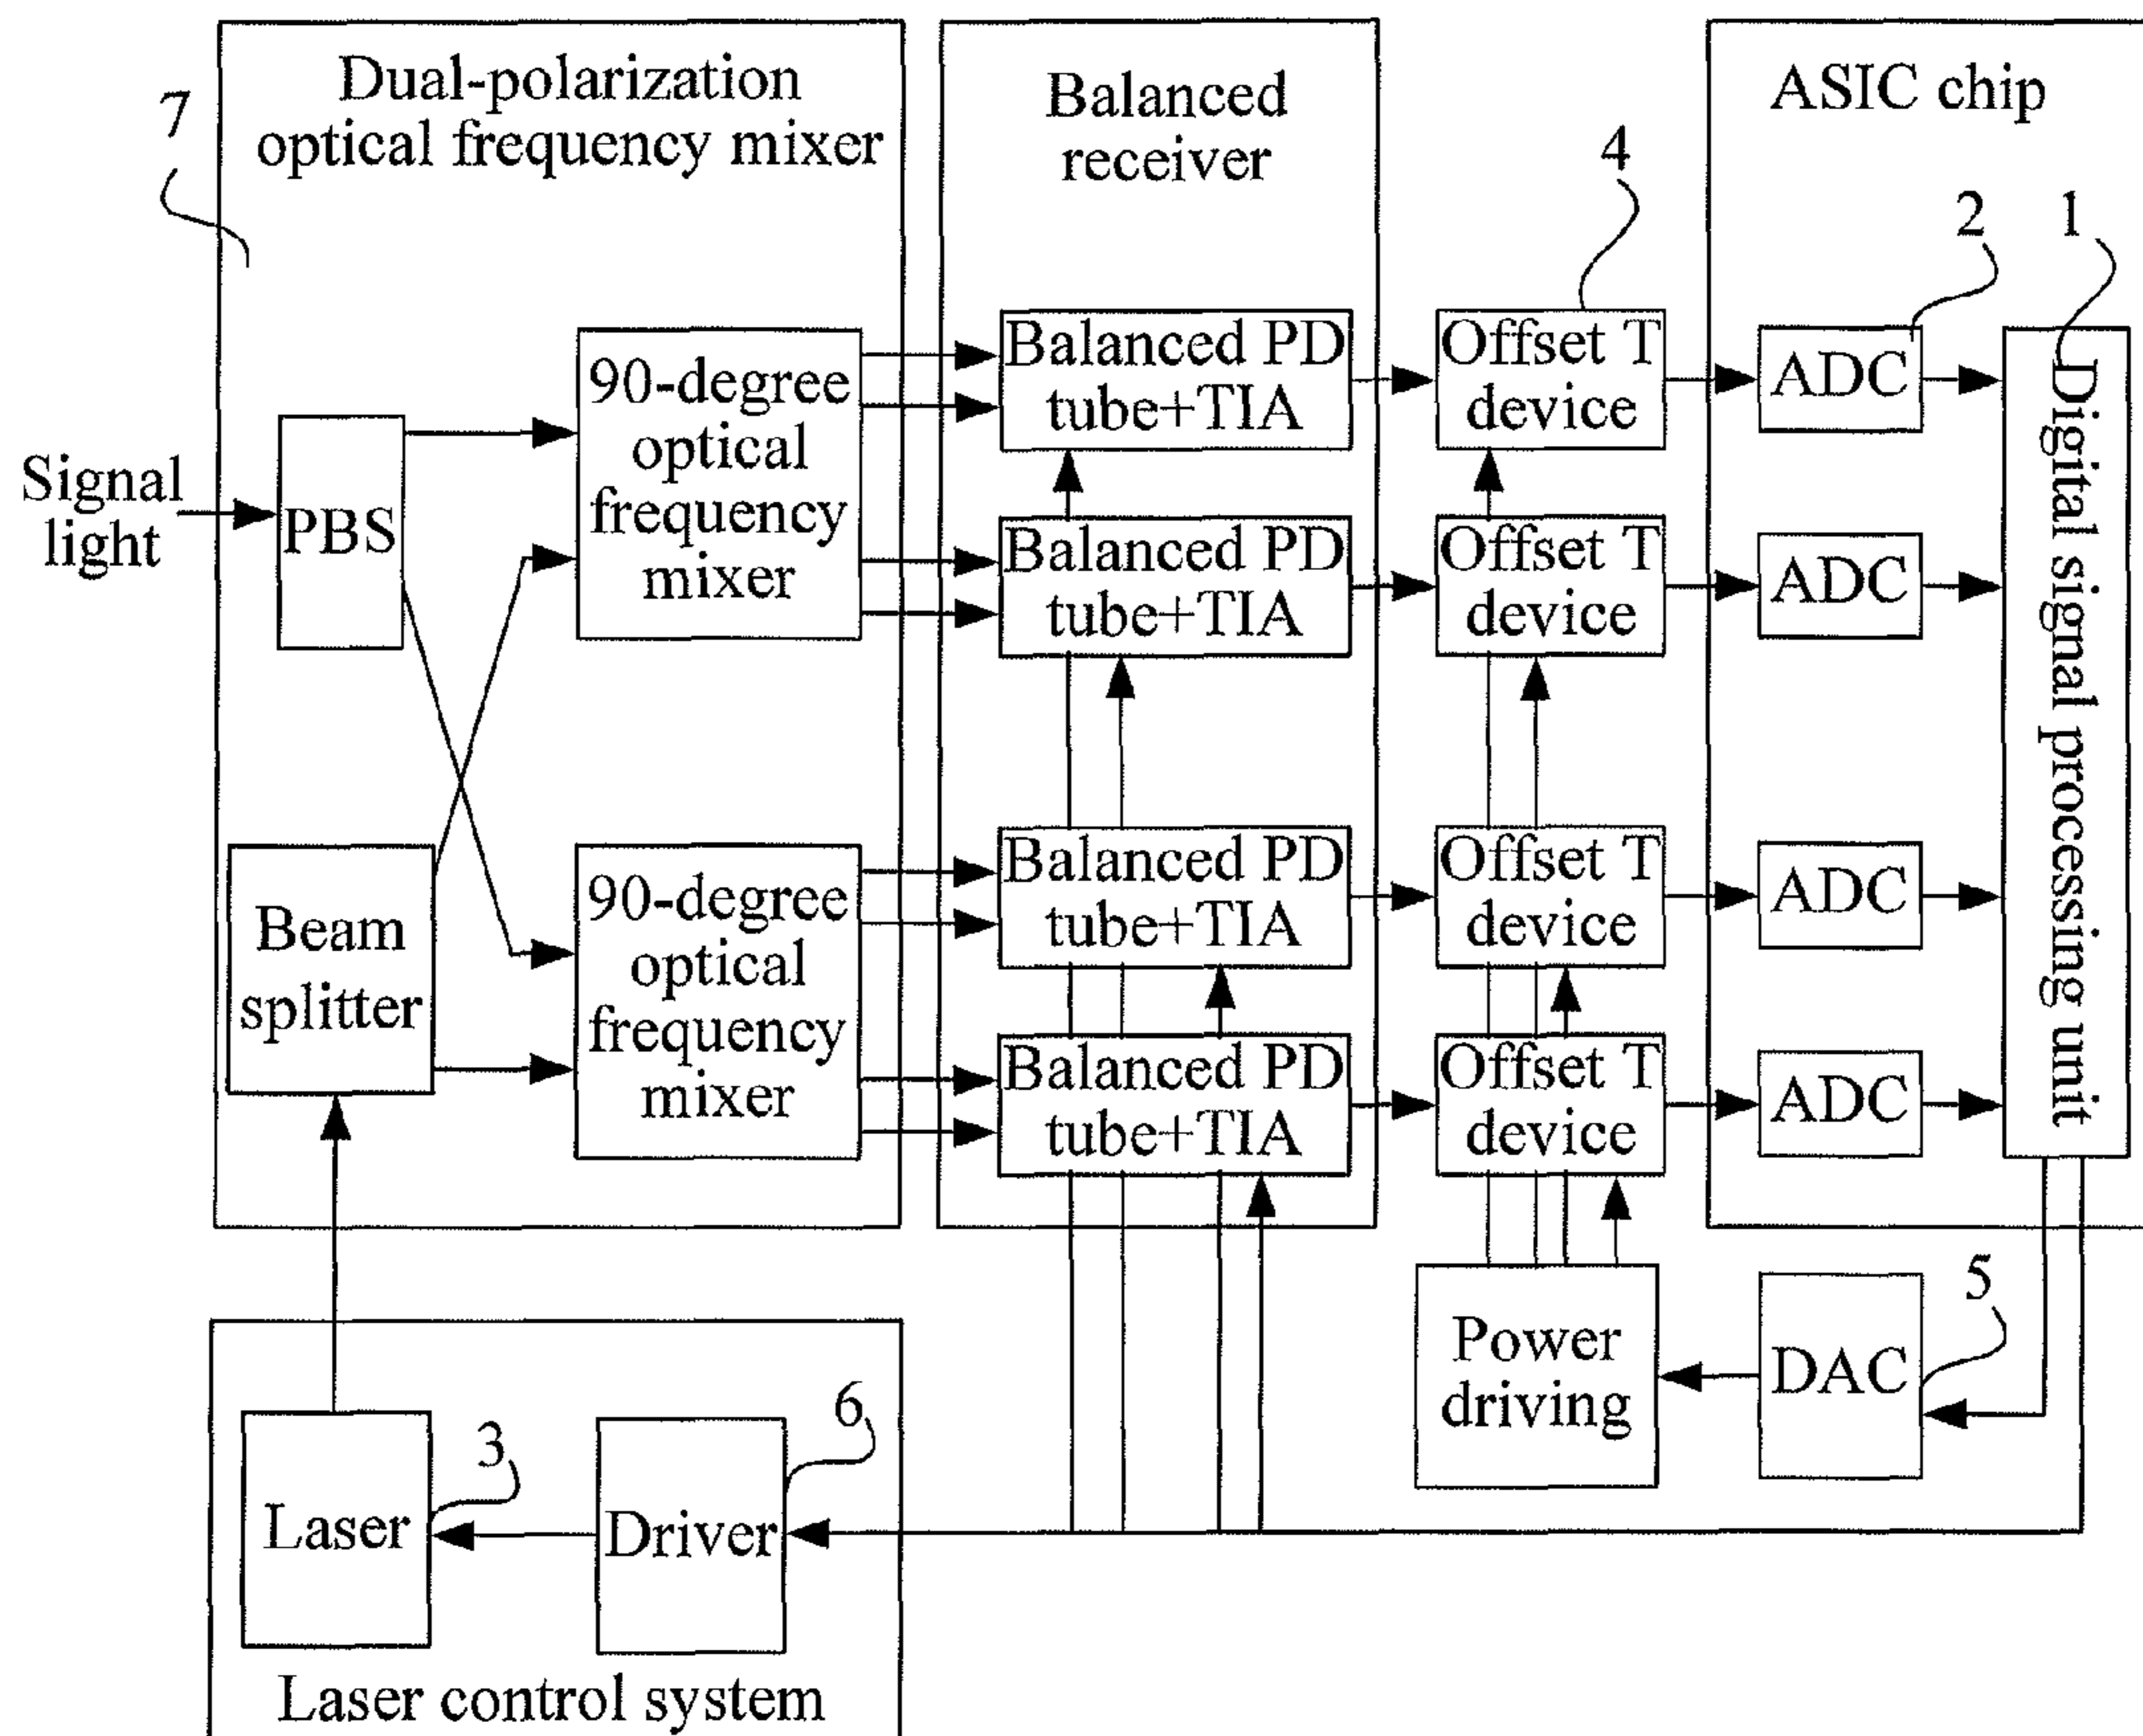 Dual-polarization
optical frequency mixer
7
Balanced
receiver
ASIC chip
4
2
1
Signal
light
PBS
90-degree
optical
frequency
mixer
Beam
splitter
90-degree
optical
frequency
mixer
Balanced PD
tube+TIA
Balanced PD
tube+TIA
Balanced PD
tube+TIA
Balanced PD
tube+TIA
Offset T
device
Offset T
device
Offset T
device
Offset T
device
ADC
ADC
ADC
ADC
Digital signal processing unit
Power
driving
DAC
5
Laser
3
Driver
6
Laser control system